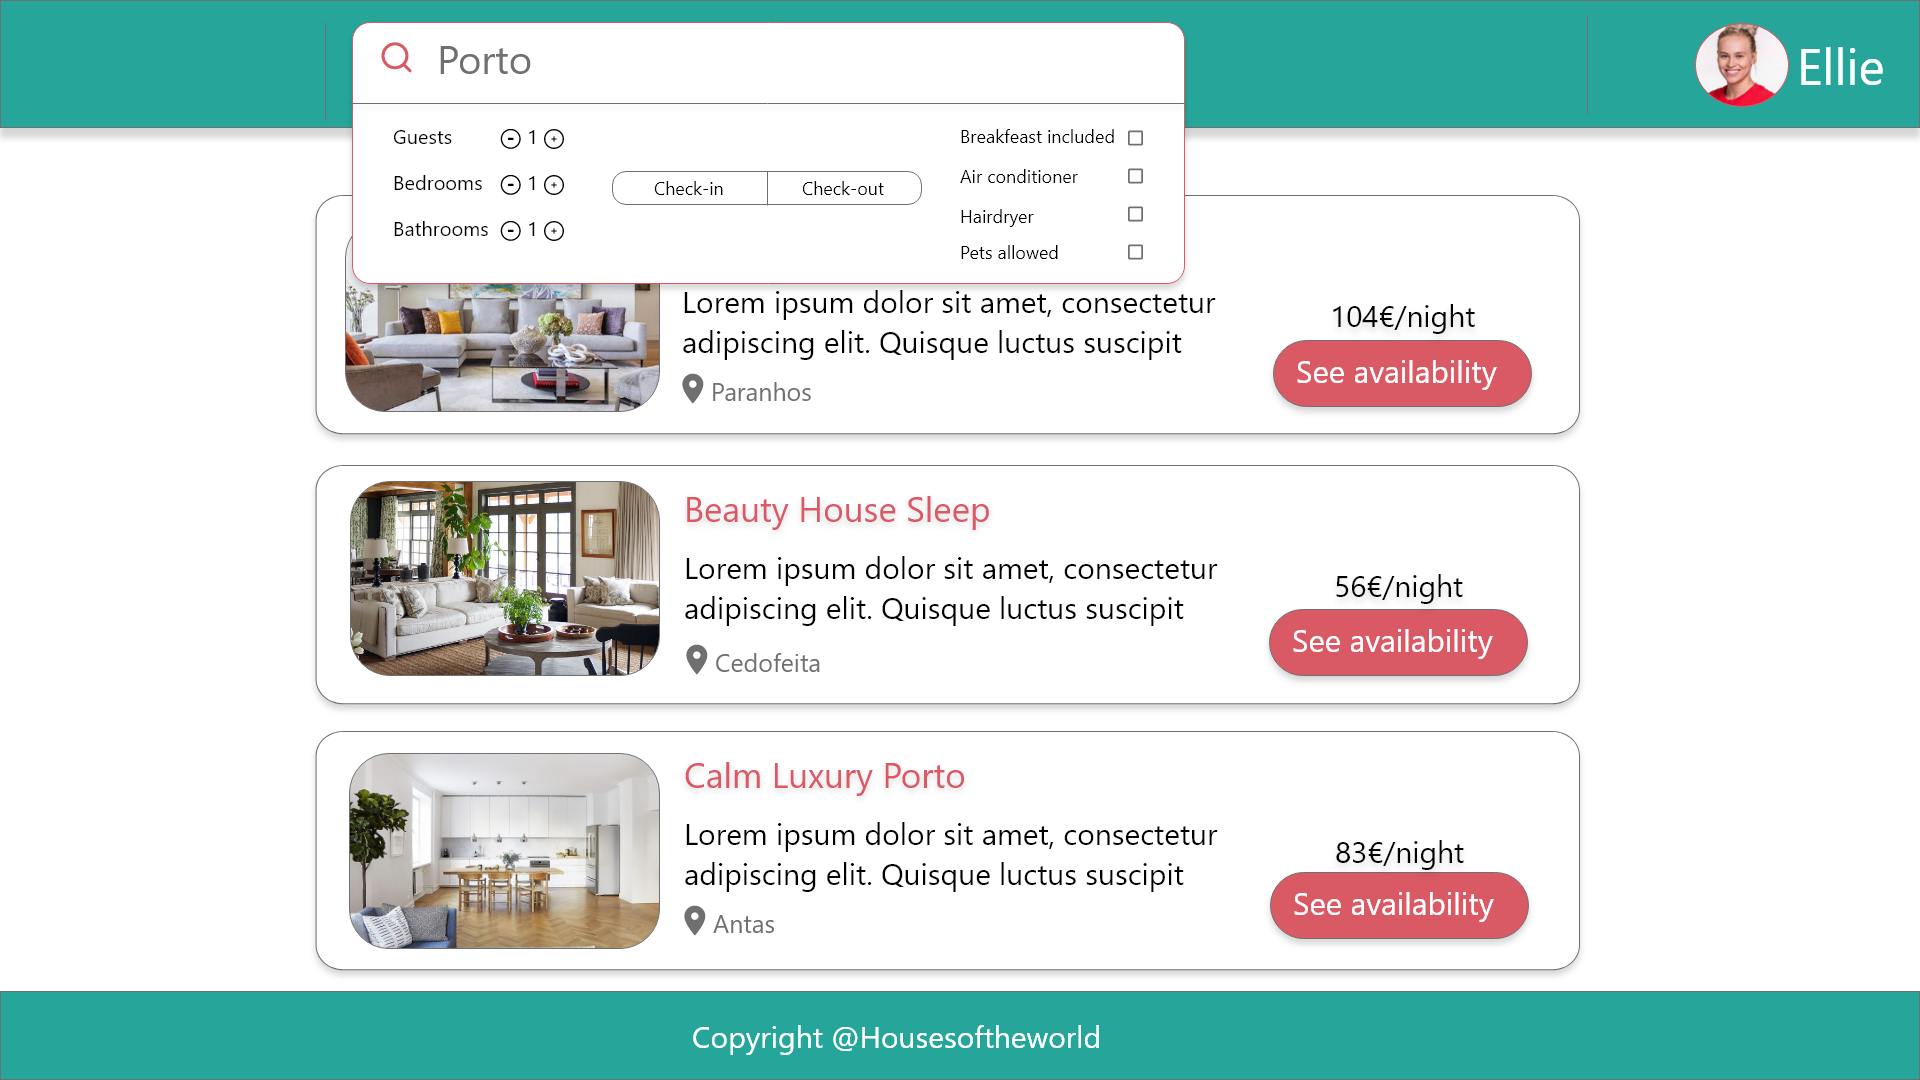 Porto
Ellie
Guests - 1 +
Bedrooms - 1 +
Bathrooms - 1 +
Check-in
Check-out
Breakfeast included
Air conditioner
Hairdryer
Pets allowed
Lorem ipsum dolor sit amet, consectetur
adipiscing elit. Quisque luctus suscipit
Paranhos
104€/night
See availability
Beauty House Sleep
Lorem ipsum dolor sit amet, consectetur
adipiscing elit. Quisque luctus suscipit
Cedofeita
56€/night
See availability
Calm Luxury Porto
Lorem ipsum dolor sit amet, consectetur
adipiscing elit. Quisque luctus suscipit
Antas
83€/night
See availability
Copyright @Housesoftheworld